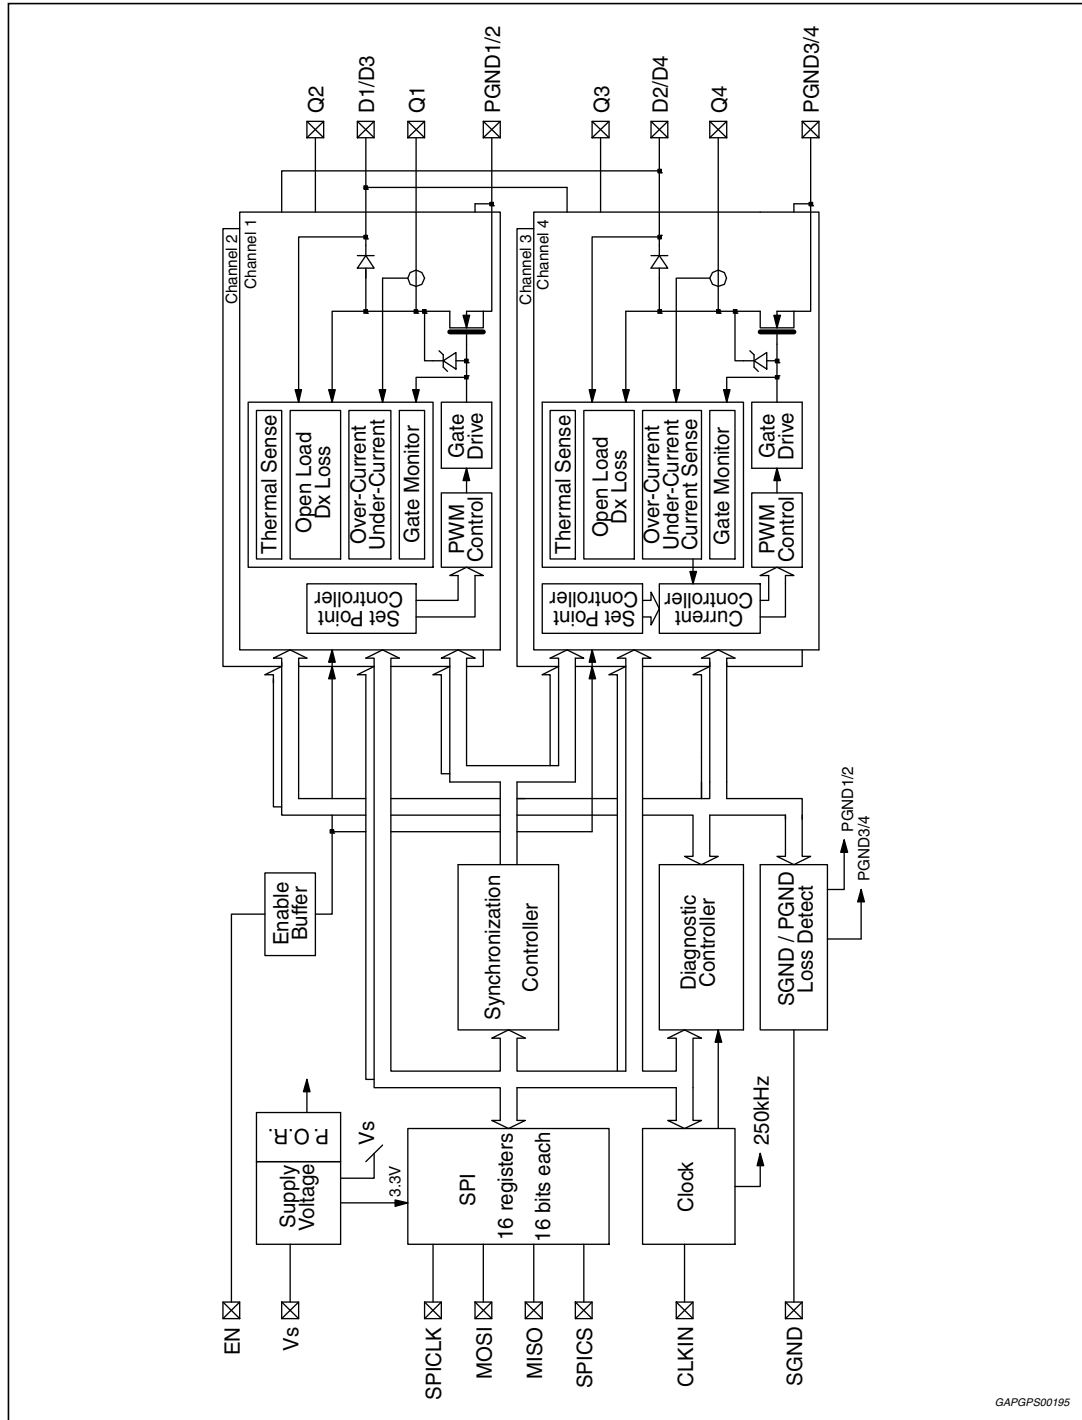 Q2
D1/D3
Q1
PGND1/2
Q3
D2/D4
Q4
PGND3/4
Channel 2
Channel 1
Thermal Sense
Open Load
Dx Loss
Over-Current
Under-Current
Gate Monitor
Gate
Drive
PWM
Control
Set Point
Controller
Channel 3
Channel 4
Thermal Sense
Open Load
Dx Loss
Over-Current
Under-Current
Current Sense
Gate Monitor
Gate
Drive
PWM
Control
Set Point
Controller
Current
Controller
Enable
Buffer
Synchronization
Controller
Diagnostic
Controller
SGND / PGND
Loss Detect
PGND1/2
PGND3/4
P.O.R.
Supply
Voltage
Vs
3.3V
SPI
16 registers
16 bits each
Clock
250kHz
EN
Vs
SPICLK
MOSI
MISO
SPICS
CLKIN
SGND
GAPGPS00195